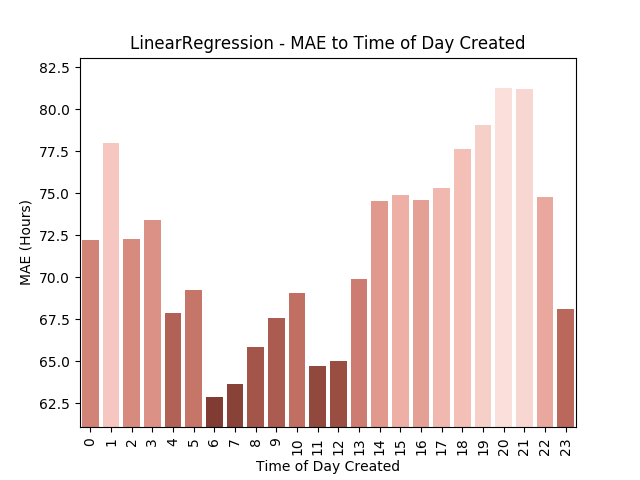 LinearRegression - MAE to Time of Day Created
82.5
80.0
77.5
75.0
72.5
70.0
67.5
65.0
62.5
MAE (Hours)
0 1 2 3 4 5 6 7 8 9 10 11 12 13 14 15 16 17 18 19 20 21 22 23
Time of Day Created